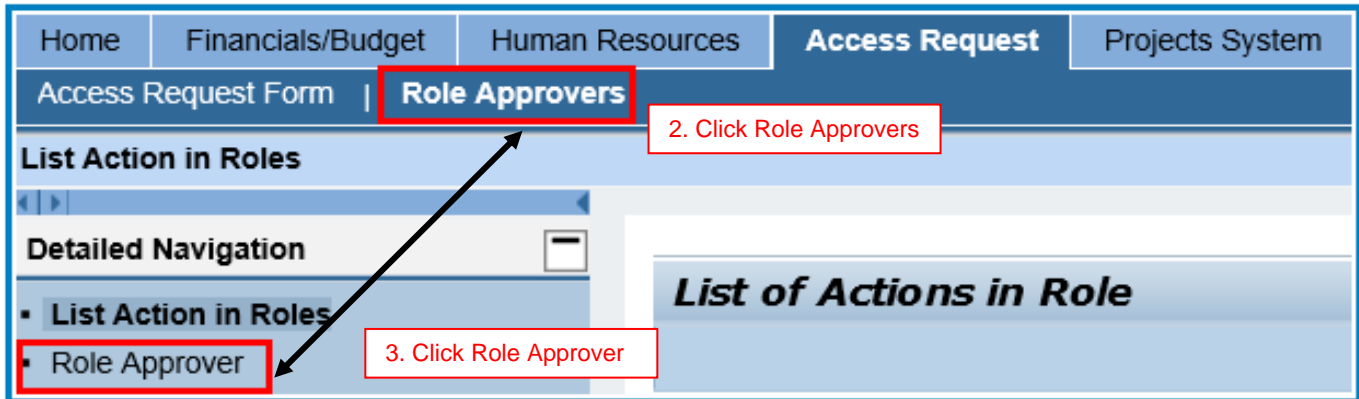 Home Financials/Budget Human Resources Access Request Projects System
Access Request Form | Role Approvers
2. Click Role Approvers
List Action in Roles
Detailed Navigation
List of Actions in Role
▪ List Action in Roles
3. Click Role Approver
▪ Role Approver